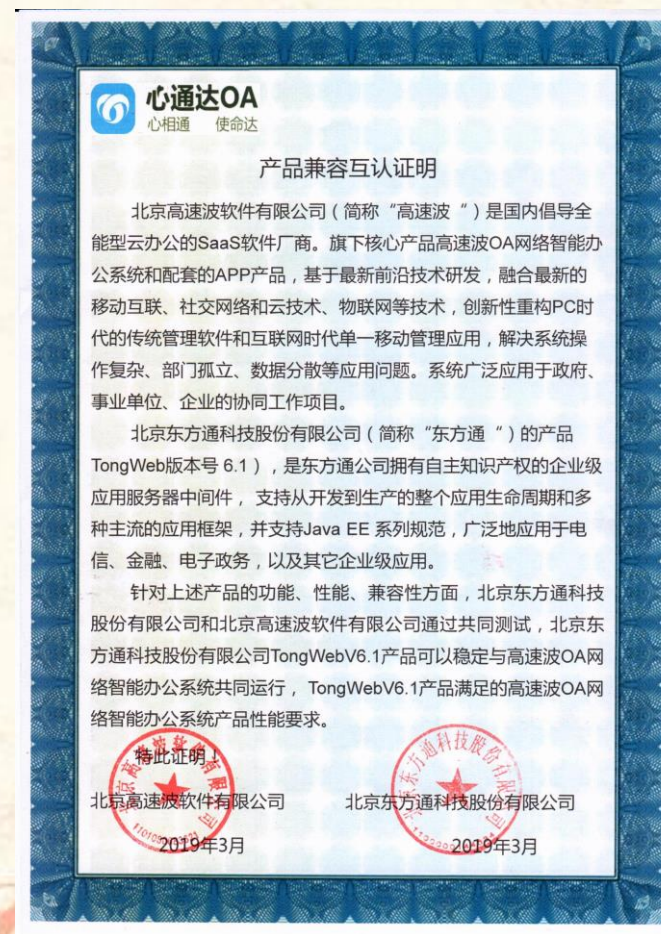 心通达OA
心相通 使命达
产品兼容互认证明
北京高速波软件有限公司（简称“高速波“）是国内倡导全
能型云办公的SaaS软件厂商。旗下核心产品高速波OA网络智能办
公系统和配套的APP产品，基于最新前沿技术研发，融合最新的
移动互联、社交网络和云技术、物联网等技术，创新性重构PC时
代的传统管理软件和互联网时代单一移动管理应用，解决系统操
作复杂、部门孤立、数据分散等应用问题。系统广泛应用于政府、
事业单位、企业的协同工作项目。
北京东方通科技股份有限公司（简称“东方通“）的产品
TongWeb版本号 6.1），是东方通公司拥有自主知识产权的企业级
应用服务器中间件， 支持从开发到生产的整个应用生命周期和多
种主流的应用框架，并支持Java EE 系列规范，广泛地应用于电
信、金融、电子政务，以及其它企业级应用。
针对上述产品的功能、性能、兼容性方面，北京东方通科技
股份有限公司和北京高速波软件有限公司通过共同测试，北京东
方通科技股份有限公司TongWebV6.1产品可以稳定与高速波OA网
络智能办公系统共同运行， TongWebV6.1产品满足的高速波OA网
络智能办公系统产品性能要求。
特此证明！
北京高速波软件有限公司 北京东方通科技股份有限公司
2019年3月 2019年3月
北京高速波软件有限公司
北京东方通科技股份有限公司